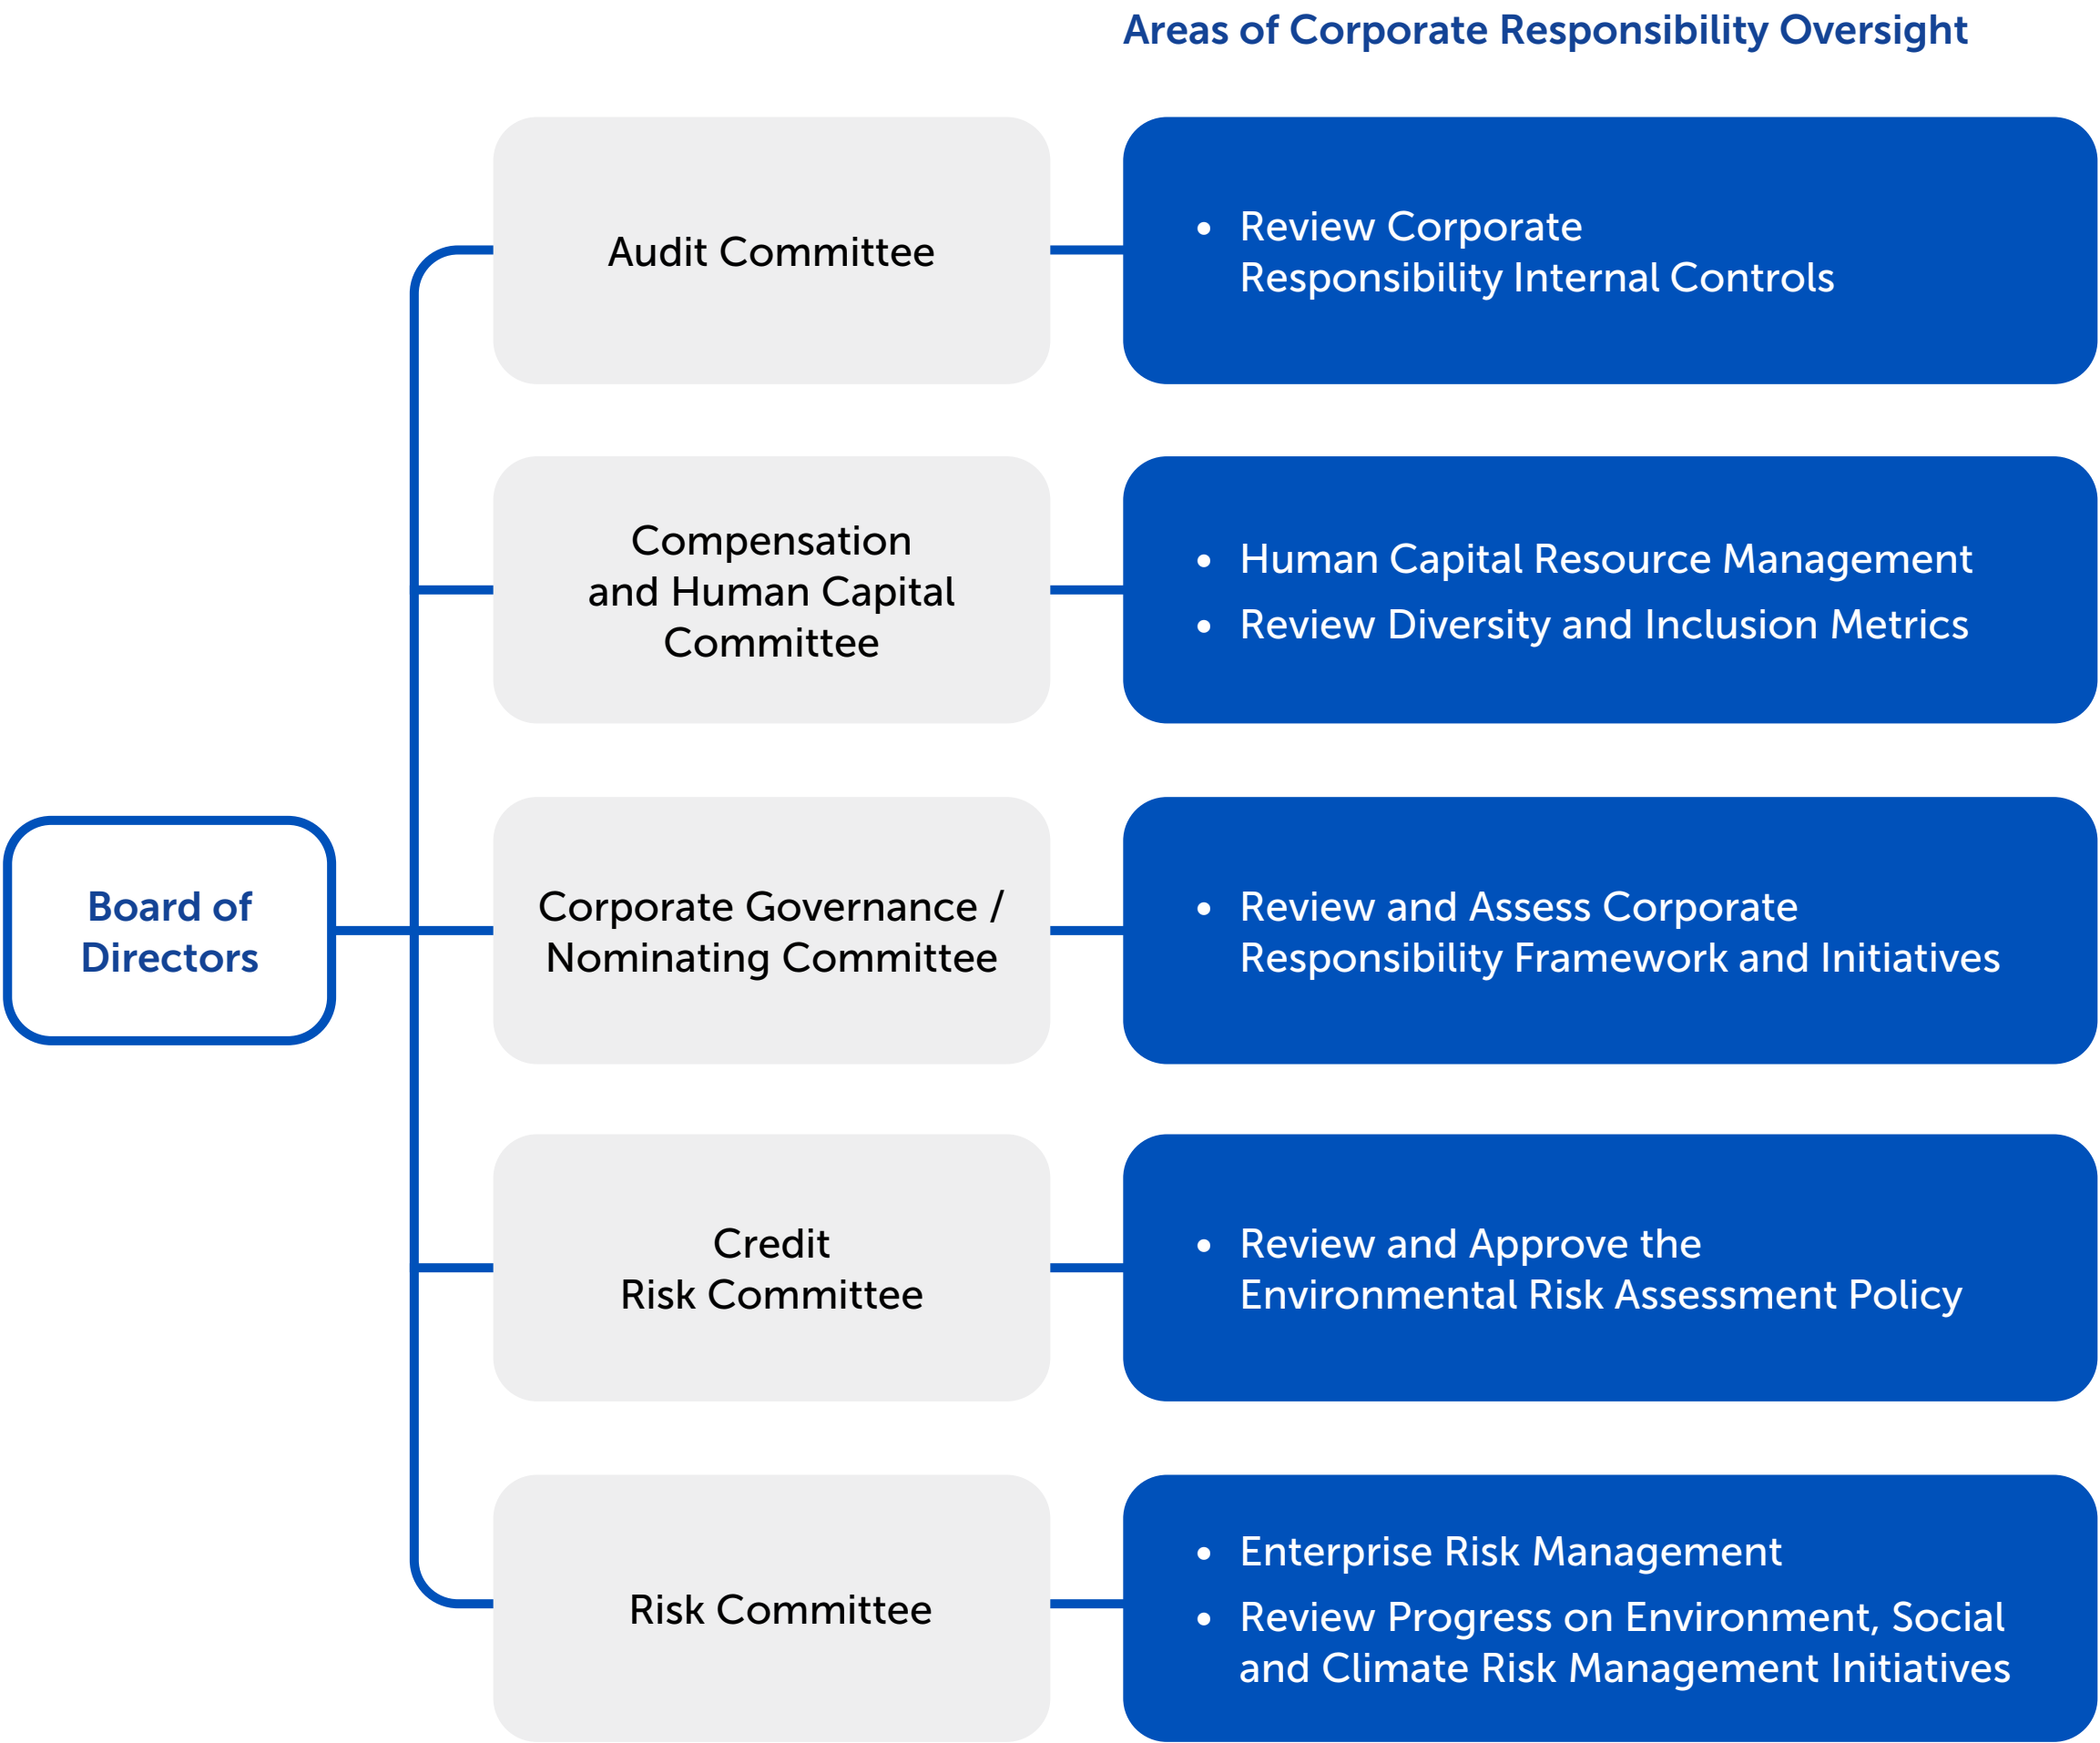 Areas of Corporate Responsibility Oversight
Board of
Directors
Audit Committee
• Review Corporate
Responsibility Internal Controls
Compensation
and Human Capital
Committee
• Human Capital Resource Management
• Review Diversity and Inclusion Metrics
Corporate Governance /
Nominating Committee
• Review and Assess Corporate
Responsibility Framework and Initiatives
Credit
Risk Committee
• Review and Approve the
Environmental Risk Assessment Policy
Risk Committee
• Enterprise Risk Management
• Review Progress on Environment, Social
and Climate Risk Management Initiatives